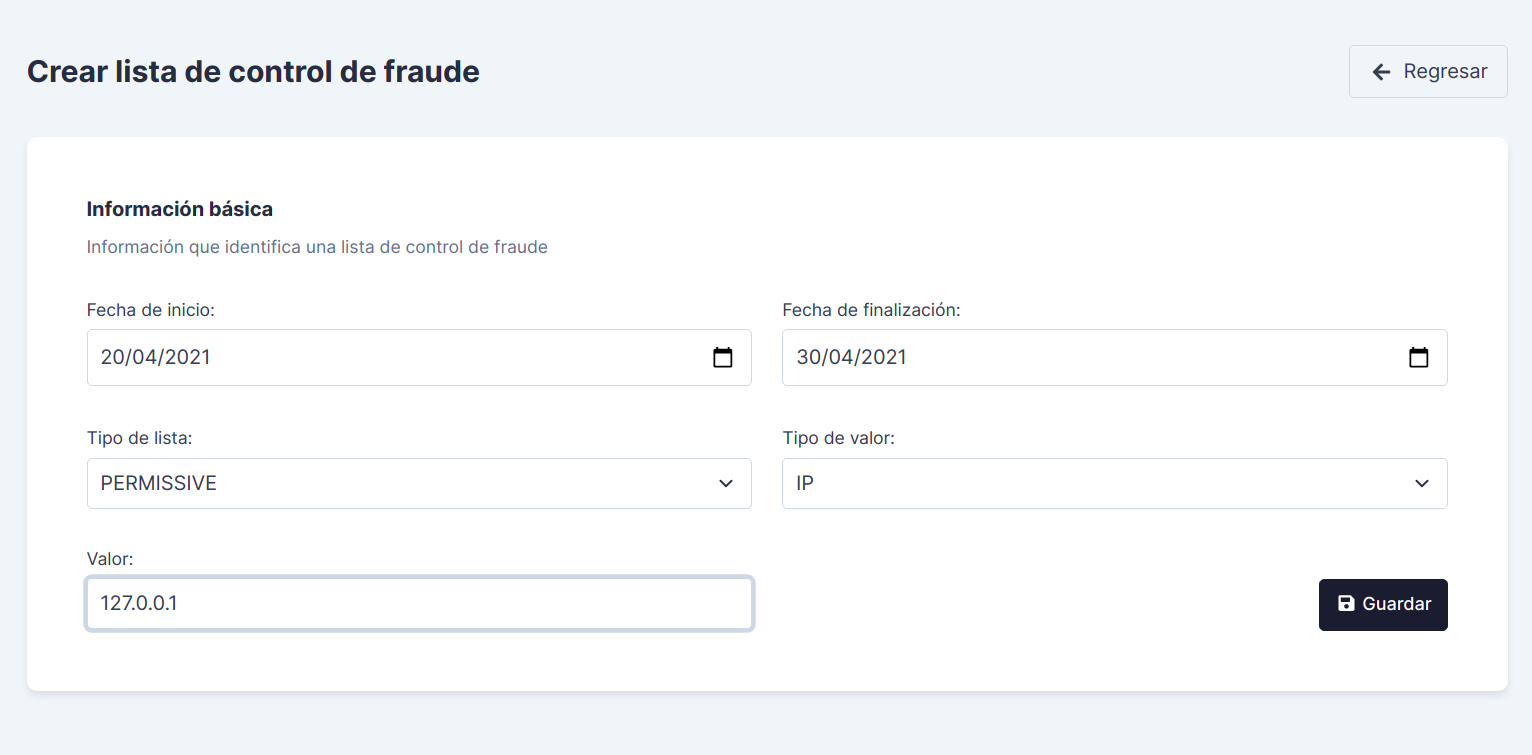 Crear lista de control de fraude
Regresar
Información básica
Información que identifica una lista de control de fraude
Fecha de inicio:
Fecha de finalización:
20/04/2021
30/04/2021
Tipo de lista:
Tipo de valor:
PERMISSIVE
IP
Valor:
127.0.0.1
Guardar